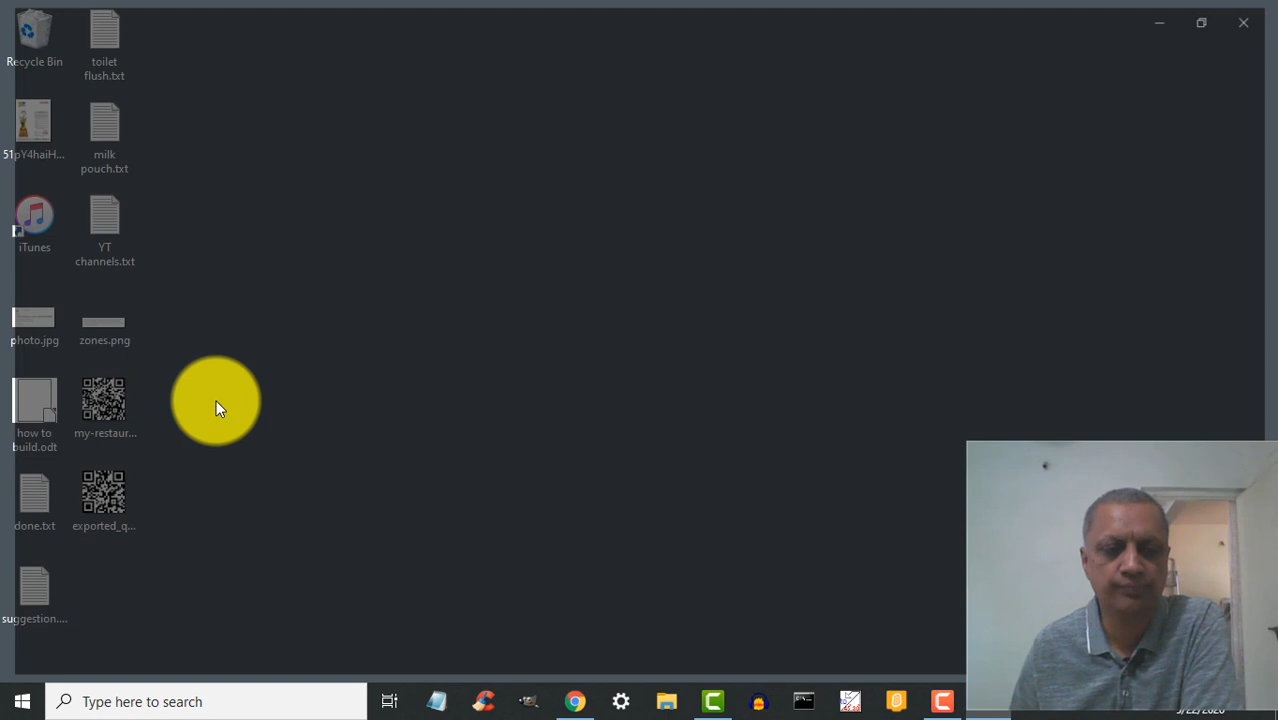 Recycle Bin
toilet
flush.txt
51pY4haiH...
milk
pouch.txt
iTunes
YT
channels.txt
photo.jpg
zones.png
how to
build.odt
my-restaur...
done.txt
exported_q...
suggestion....
Type here to search